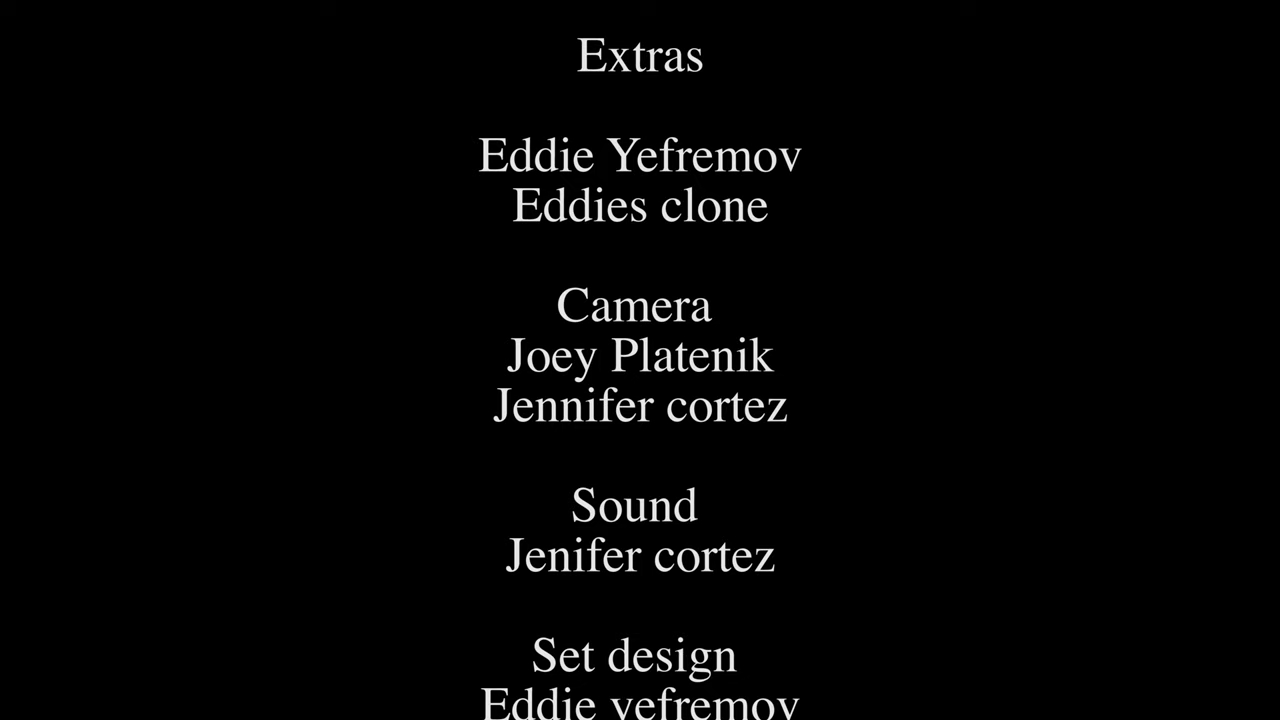 Extras
Eddie Yefremov
Eddies clone
Camera
Joey Platenik
Jennifer cortez
Sound
Jenifer cortez
Set design
Eddie yefremov